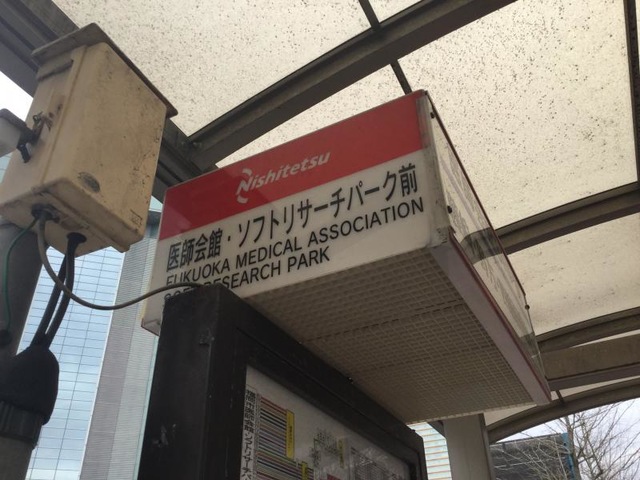 Nishitetsu
医師会館・ソフトリサーチパーク前
FUKUOKA MEDICAL ASSOCIATION
RESEARCH PARK